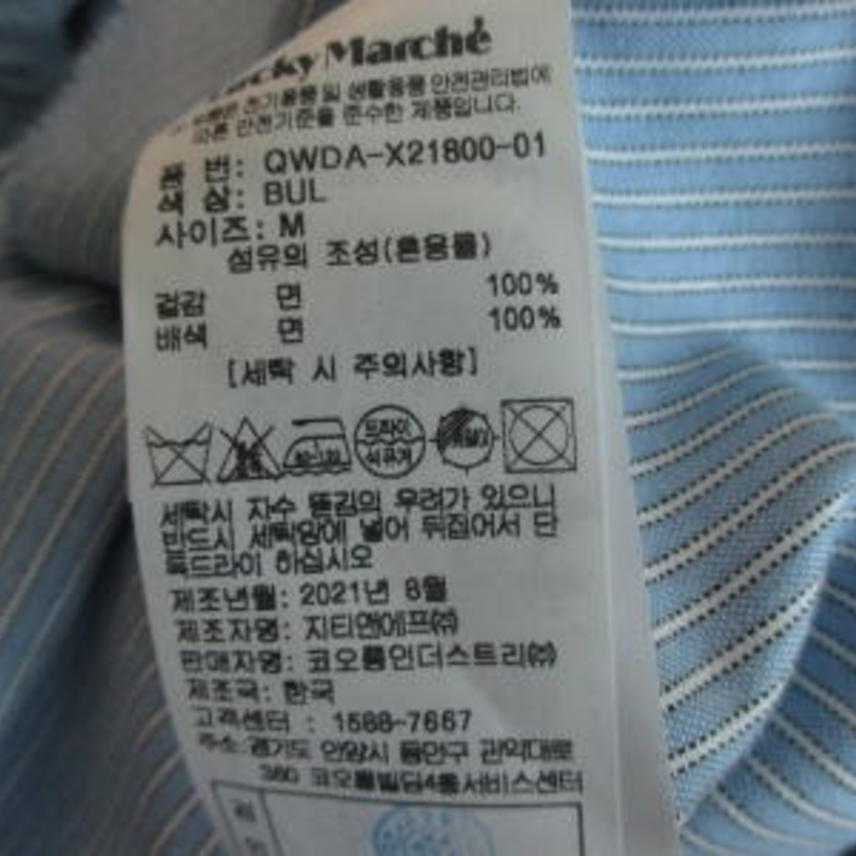 Lucky Marché
전기용품 및 생활용품 안전관리법에
따른 안전기준을 준수한 제품입니다.
품 번: QWDA-X21800-01
색 상: BUL
사이즈: M
섬유의 조성(혼용률)
겉감 면 100%
배색 면 100%
[세탁 시 주의사항]
드라이
석유계
세탁시 자수 뜯김의 우려가 있으니
반드시 세탁망에 넣어 뒤집어서 단
독드라이 하십시오
제조년월: 2021년 8월
제조자명: 지티앤에프㈜
판매자명: 코오롱인더스트리㈜
제조국: 한국
고객센터 : 1588-7667
주소:경기도 안양시 동안구 관악대로
360 코오롱빌딩4층서비스센터